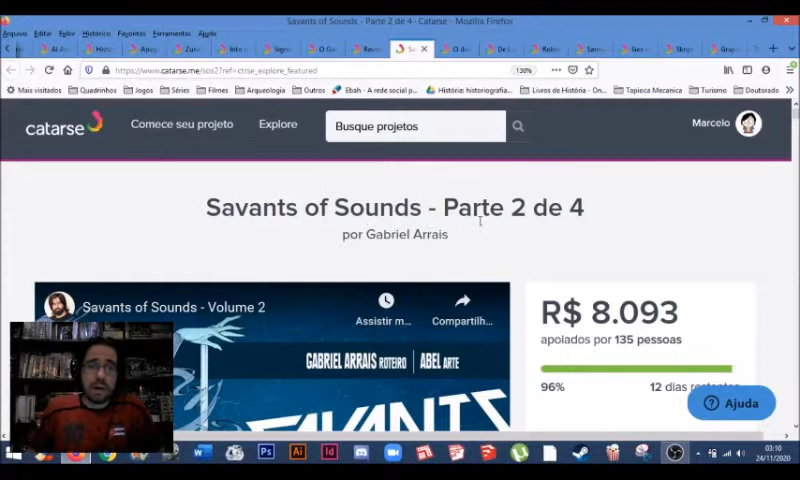 Savants of Sounds - Parte 2 de 4 - Catarse - Mozilla Firefox
Arquivo Editar Exibir Histórico Favoritos Ferramentas Ajuda
https://www.catarse.me/sos2?ref=ctrse_explore_featured
130%
Mais visitados Quadrinhos Jogos Séries Filmes Arqueologia Outros Ebah - A rede social p... História: historiografia... Livros de História - On... Tapioca Mecanica Turismo Doutorado
catarse
Comece seu projeto
Explore
Busque projetos
Marcelo
Savants of Sounds - Parte 2 de 4
por Gabriel Arrais
Savants of Sounds - Volume 2
Assistir m...
Compartilh...
GABRIEL ARRAIS ROTEIRO | ABEL ARTE
SAVANTS
R$ 8.093
apoiados por 135 pessoas
96%
12 dias restantes
Ajuda
03:10
24/11/2020